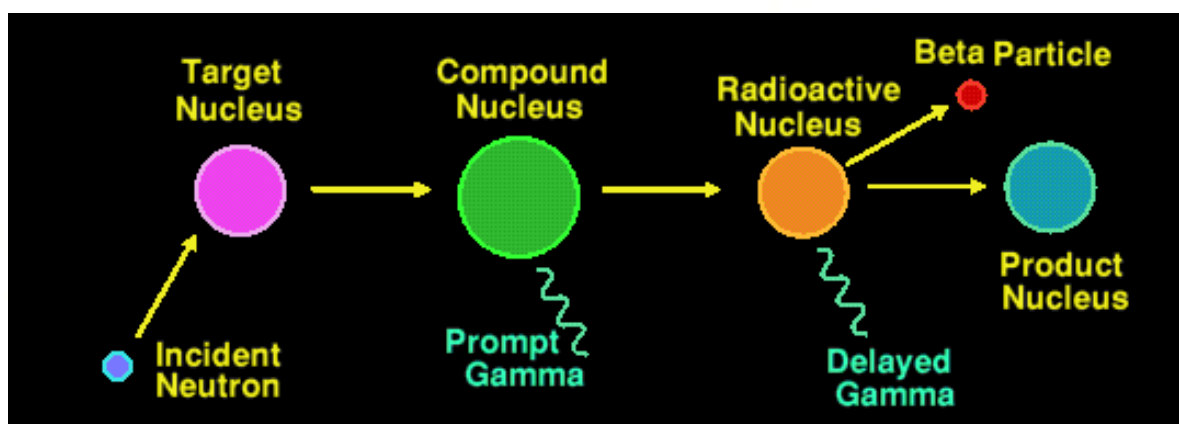 Target
Nucleus
Compound
Nucleus
Radioactive
Nucleus
Beta Particle
Product
Nucleus
Incident
Neutron
Prompt
Gamma
Delayed
Gamma